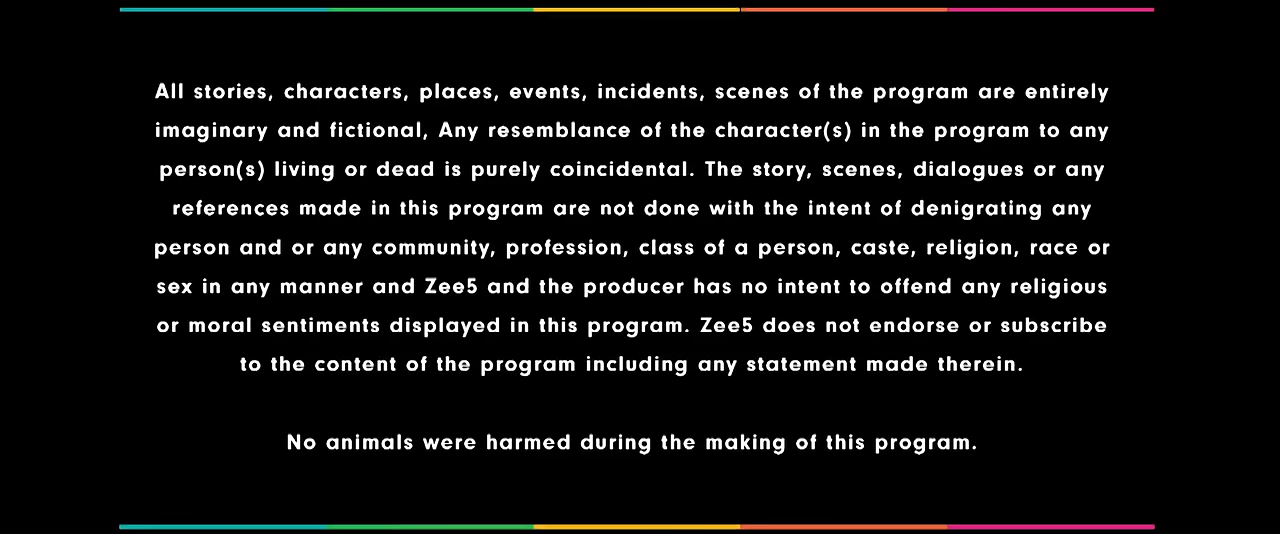 All stories, characters, places, events, incidents, scenes of the program are entirely
imaginary and fictional, Any resemblance of the character(s) in the program to any
person(s) living or dead is purely coincidental. The story, scenes, dialogues or any
references made in this program are not done with the intent of denigrating any
person and or any community, profession, class of a person, caste, religion, race or
sex in any manner and Zee5 and the producer has no intent to offend any religious
or moral sentiments displayed in this program. Zee5 does not endorse or subscribe
to the content of the program including any statement made therein.
No animals were harmed during the making of this program.